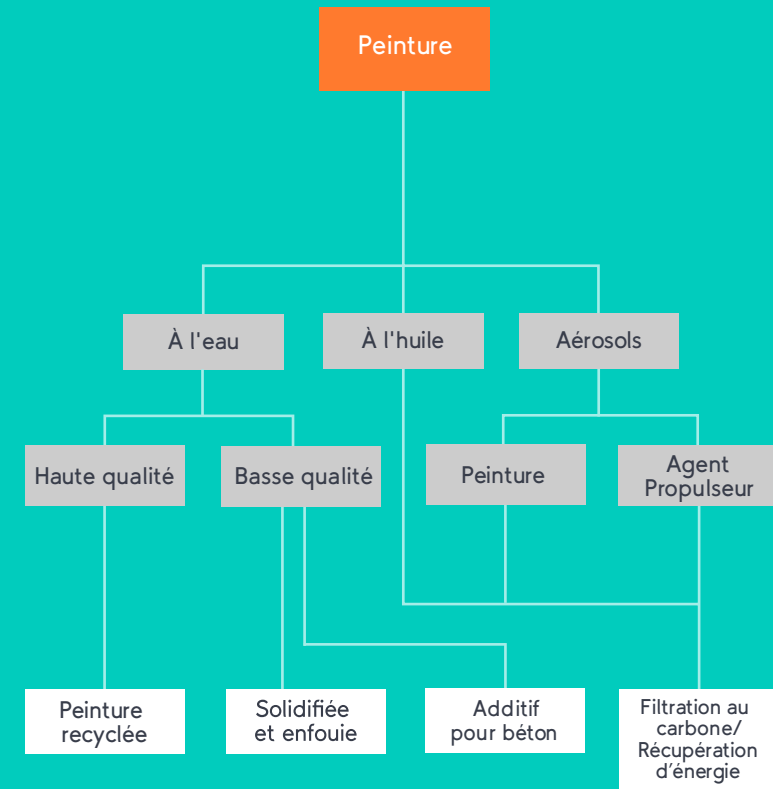 Peinture
À l'eau
À l'huile
Aérosols
Haute qualité
Basse qualité
Peinture
Agent
Propulseur
Peinture
recyclée
Solidifiée
et enfouie
Additif
pour béton
Filtration au
carbone/
Récupération
d’énergie